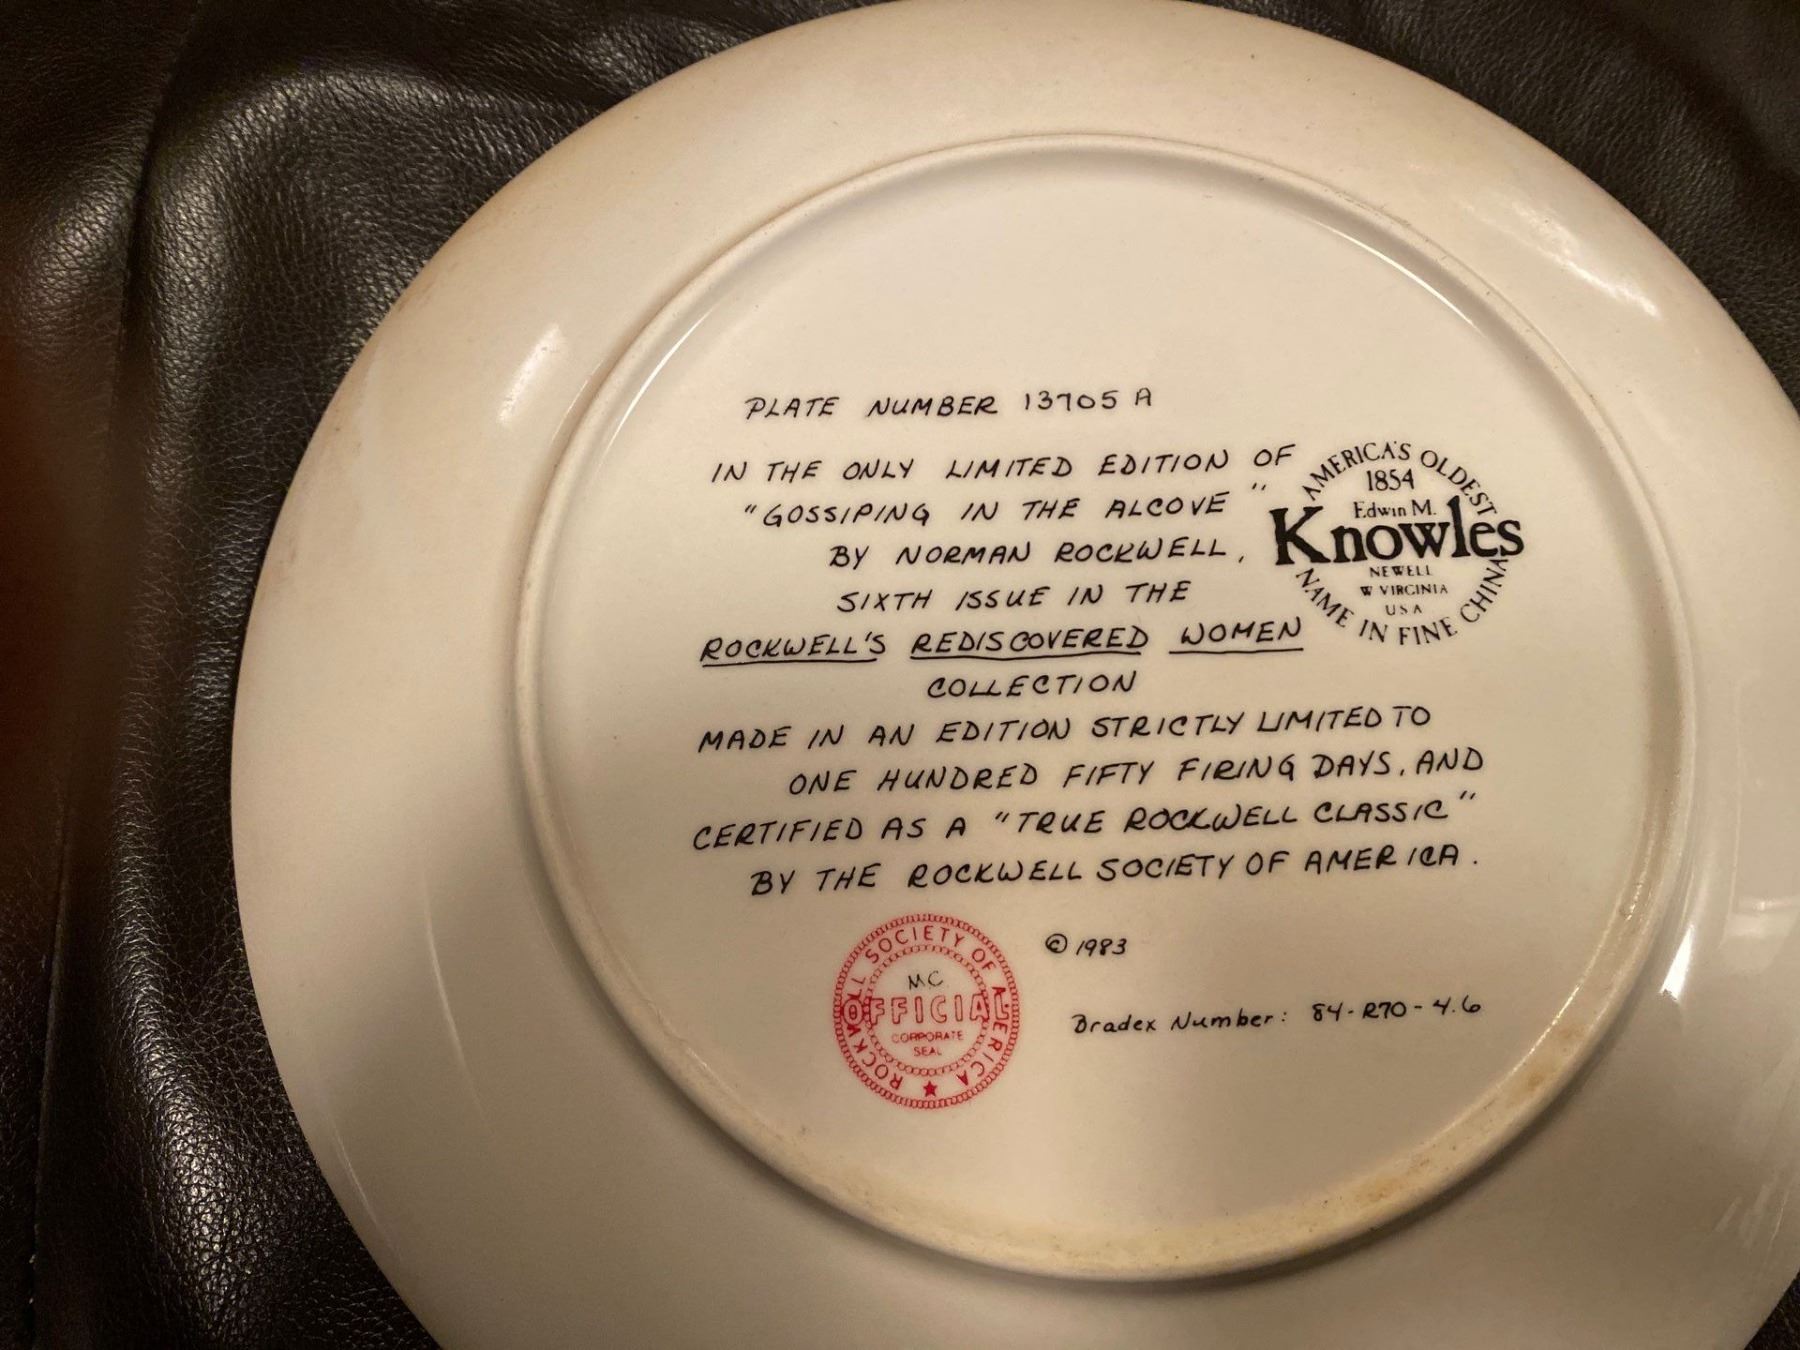 PLATE NUMBER 13705 A
IN THE ONLY LIMITED EDITION OF
"GOSSIPING IN THE ALCOVE"
BY NORMAN ROCKWELL,
SIXTH ISSUE IN THE
ROCKWELL'S REDISCOVERED WOMEN
COLLECTION
MADE IN AN EDITION STRICTLY LIMITED TO
ONE HUNDRED FIFTY FIRING DAYS, AND
CERTIFIED AS A "TRUE ROCKWELL CLASSIC"
BY THE ROCKWELL SOCIETY OF AMERICA.
AMERICA'S OLDEST
1854
Edwin M.
Knowles
NEWELL
W VIRGINIA
USA
NAME IN FINE CHINA
ROCKWELL SOCIETY OF AMERICA
MC
OFFICIAL
CORPORATE
SEAL
© 1983
Bradex Number: 84-R70-4.6